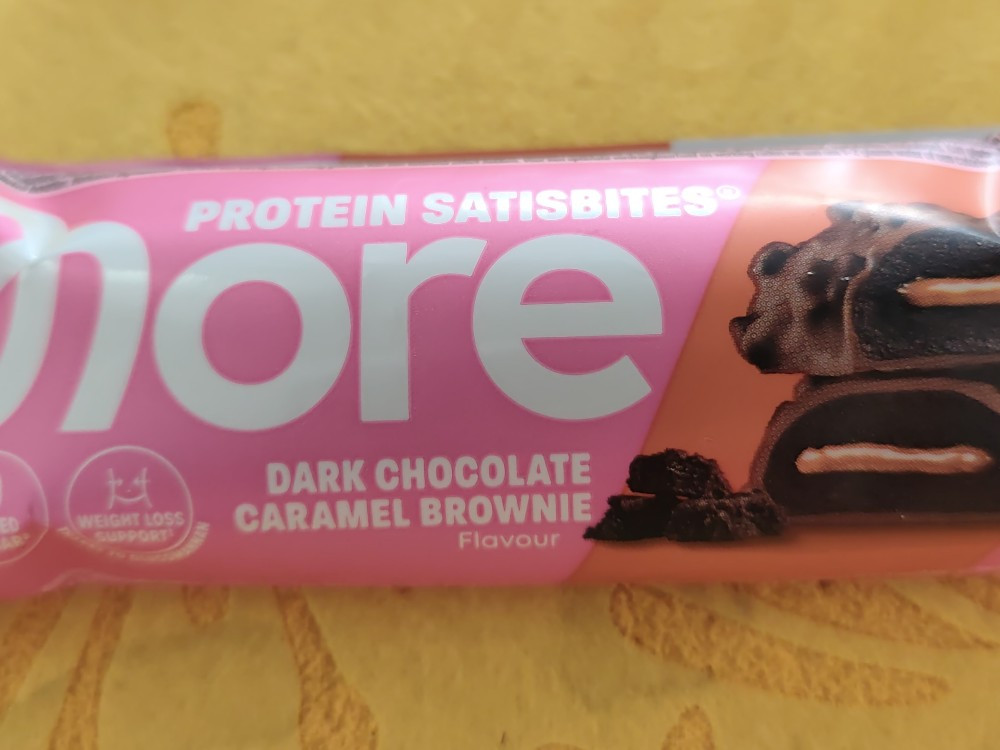 PROTEIN SATISBITES®
more
DARK CHOCOLATE
CARAMEL BROWNIE
Flavour
WEIGHT LOSS
SUPPORT